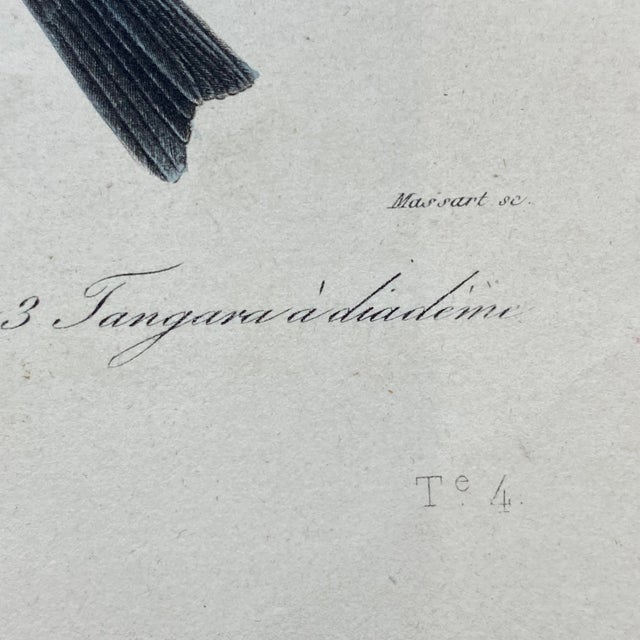 Massart sc.
3 Tangara à diadème
Te. 4.